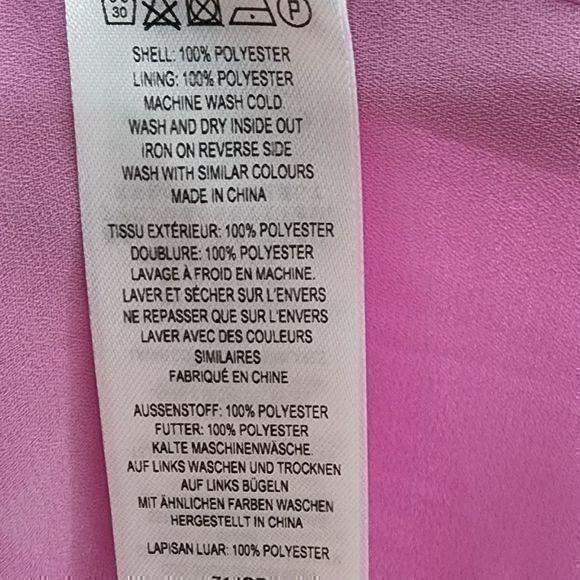 30 P
SHELL: 100% POLYESTER
LINING: 100% POLYESTER
MACHINE WASH COLD.
WASH AND DRY INSIDE OUT
IRON ON REVERSE SIDE
WASH WITH SIMILAR COLOURS
MADE IN CHINA
TISSU EXTÉRIEUR: 100% POLYESTER
DOUBLURE: 100% POLYESTER
LAVAGE À FROID EN MACHINE.
LAVER ET SÉCHER SUR L'ENVERS
NE REPASSER QUE SUR L'ENVERS
LAVER AVEC DES COULEURS
SIMILAIRES
FABRIQUÉ EN CHINE
AUSSENSTOFF: 100% POLYESTER
FUTTER: 100% POLYESTER
KALTE MASCHINENWÄSCHE.
AUF LINKS WASCHEN UND TROCKNEN
AUF LINKS BÜGELN
MIT ÄHNLICHEN FARBEN WASCHEN
HERGESTELLT IN CHINA
LAPISAN LUAR: 100% POLYESTER